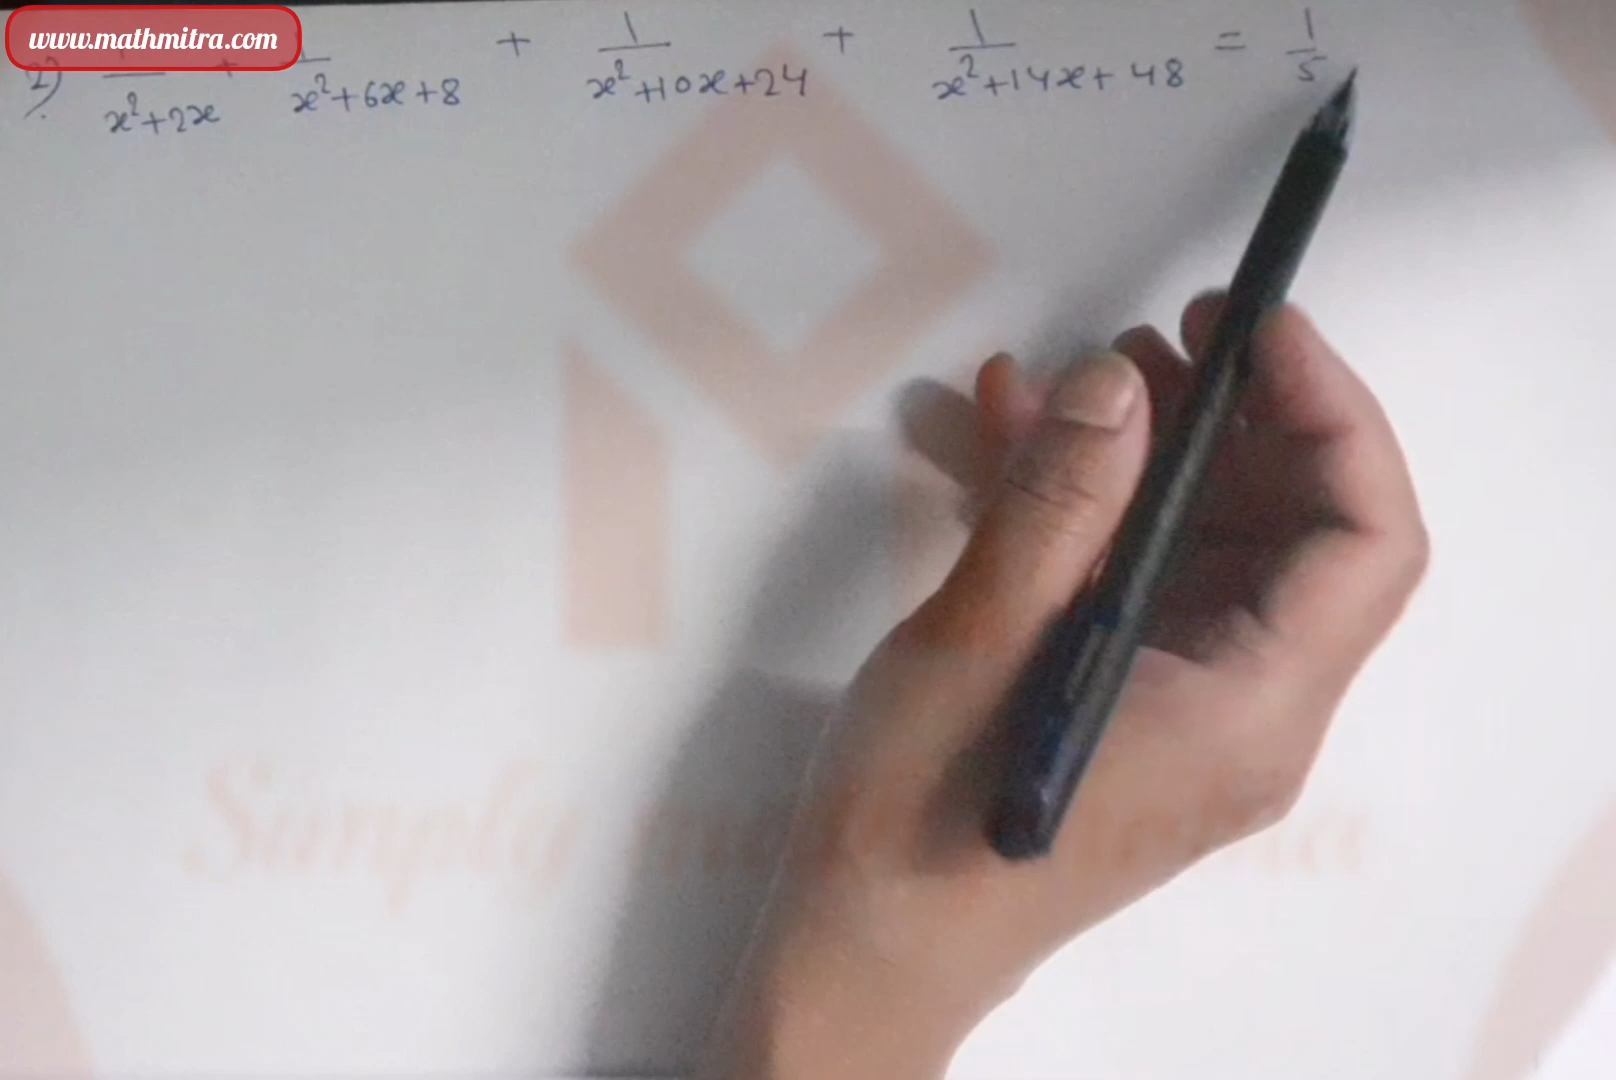 www.mathmitra.com
2) 1/(x²+2x) + 1/(x²+6x+8) + 1/(x²+10x+24) + 1/(x²+14x+48) = 1/5
Simply